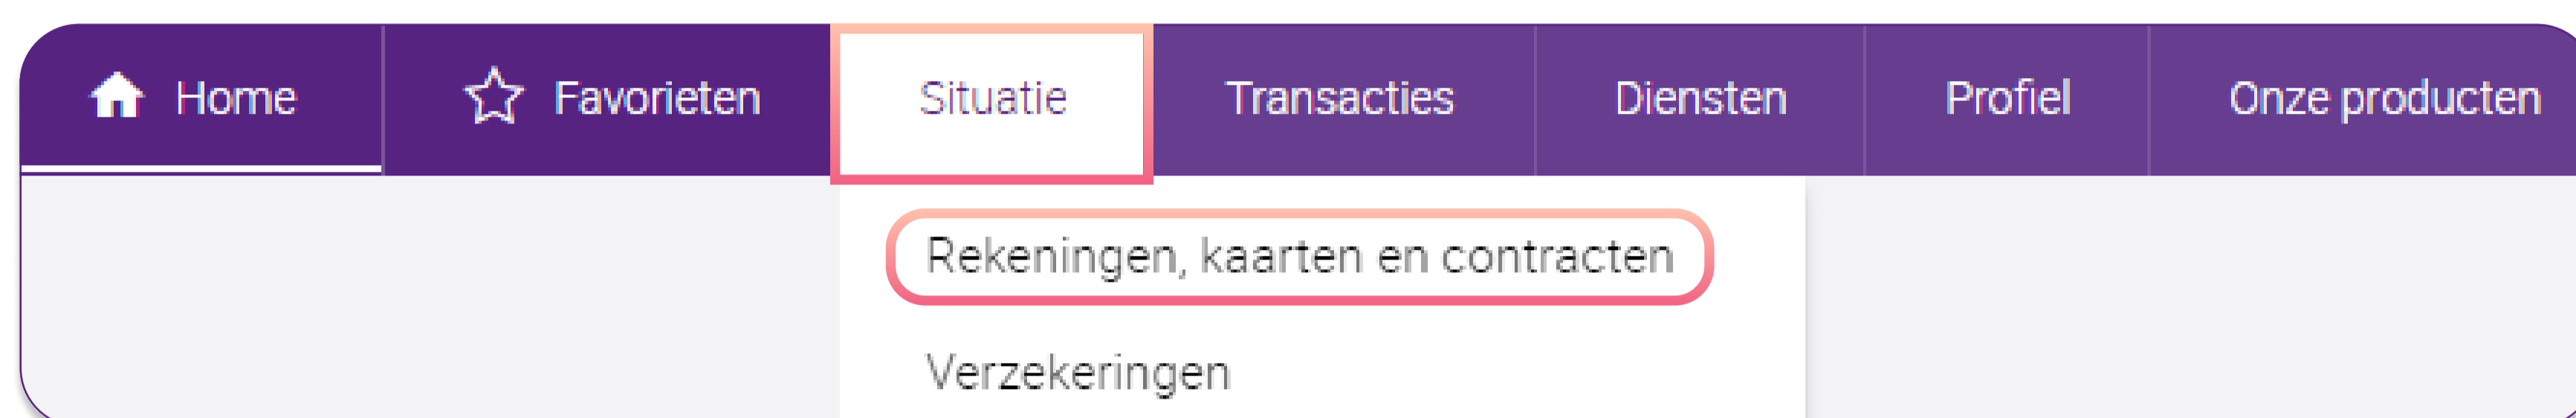 Home Favorieten Situatie Transacties Diensten Profiel Onze producten
Rekeningen, kaarten en contracten
Verzekeringen